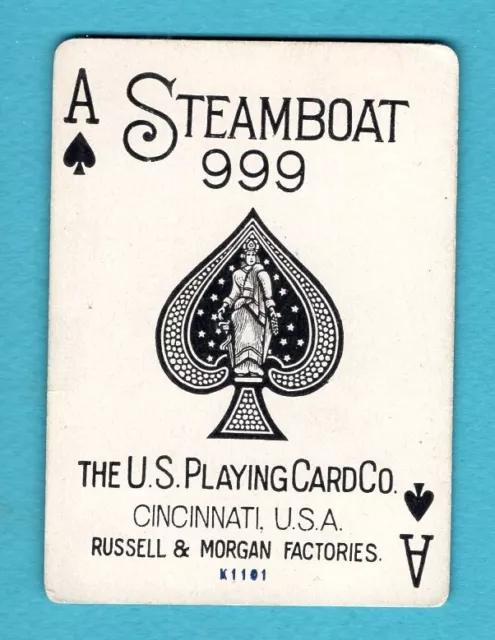 A
STEAMBOAT
999
THE U.S. PLAYING CARD CO.
CINCINNATI, U.S.A.
RUSSELL & MORGAN FACTORIES.
K1101
A